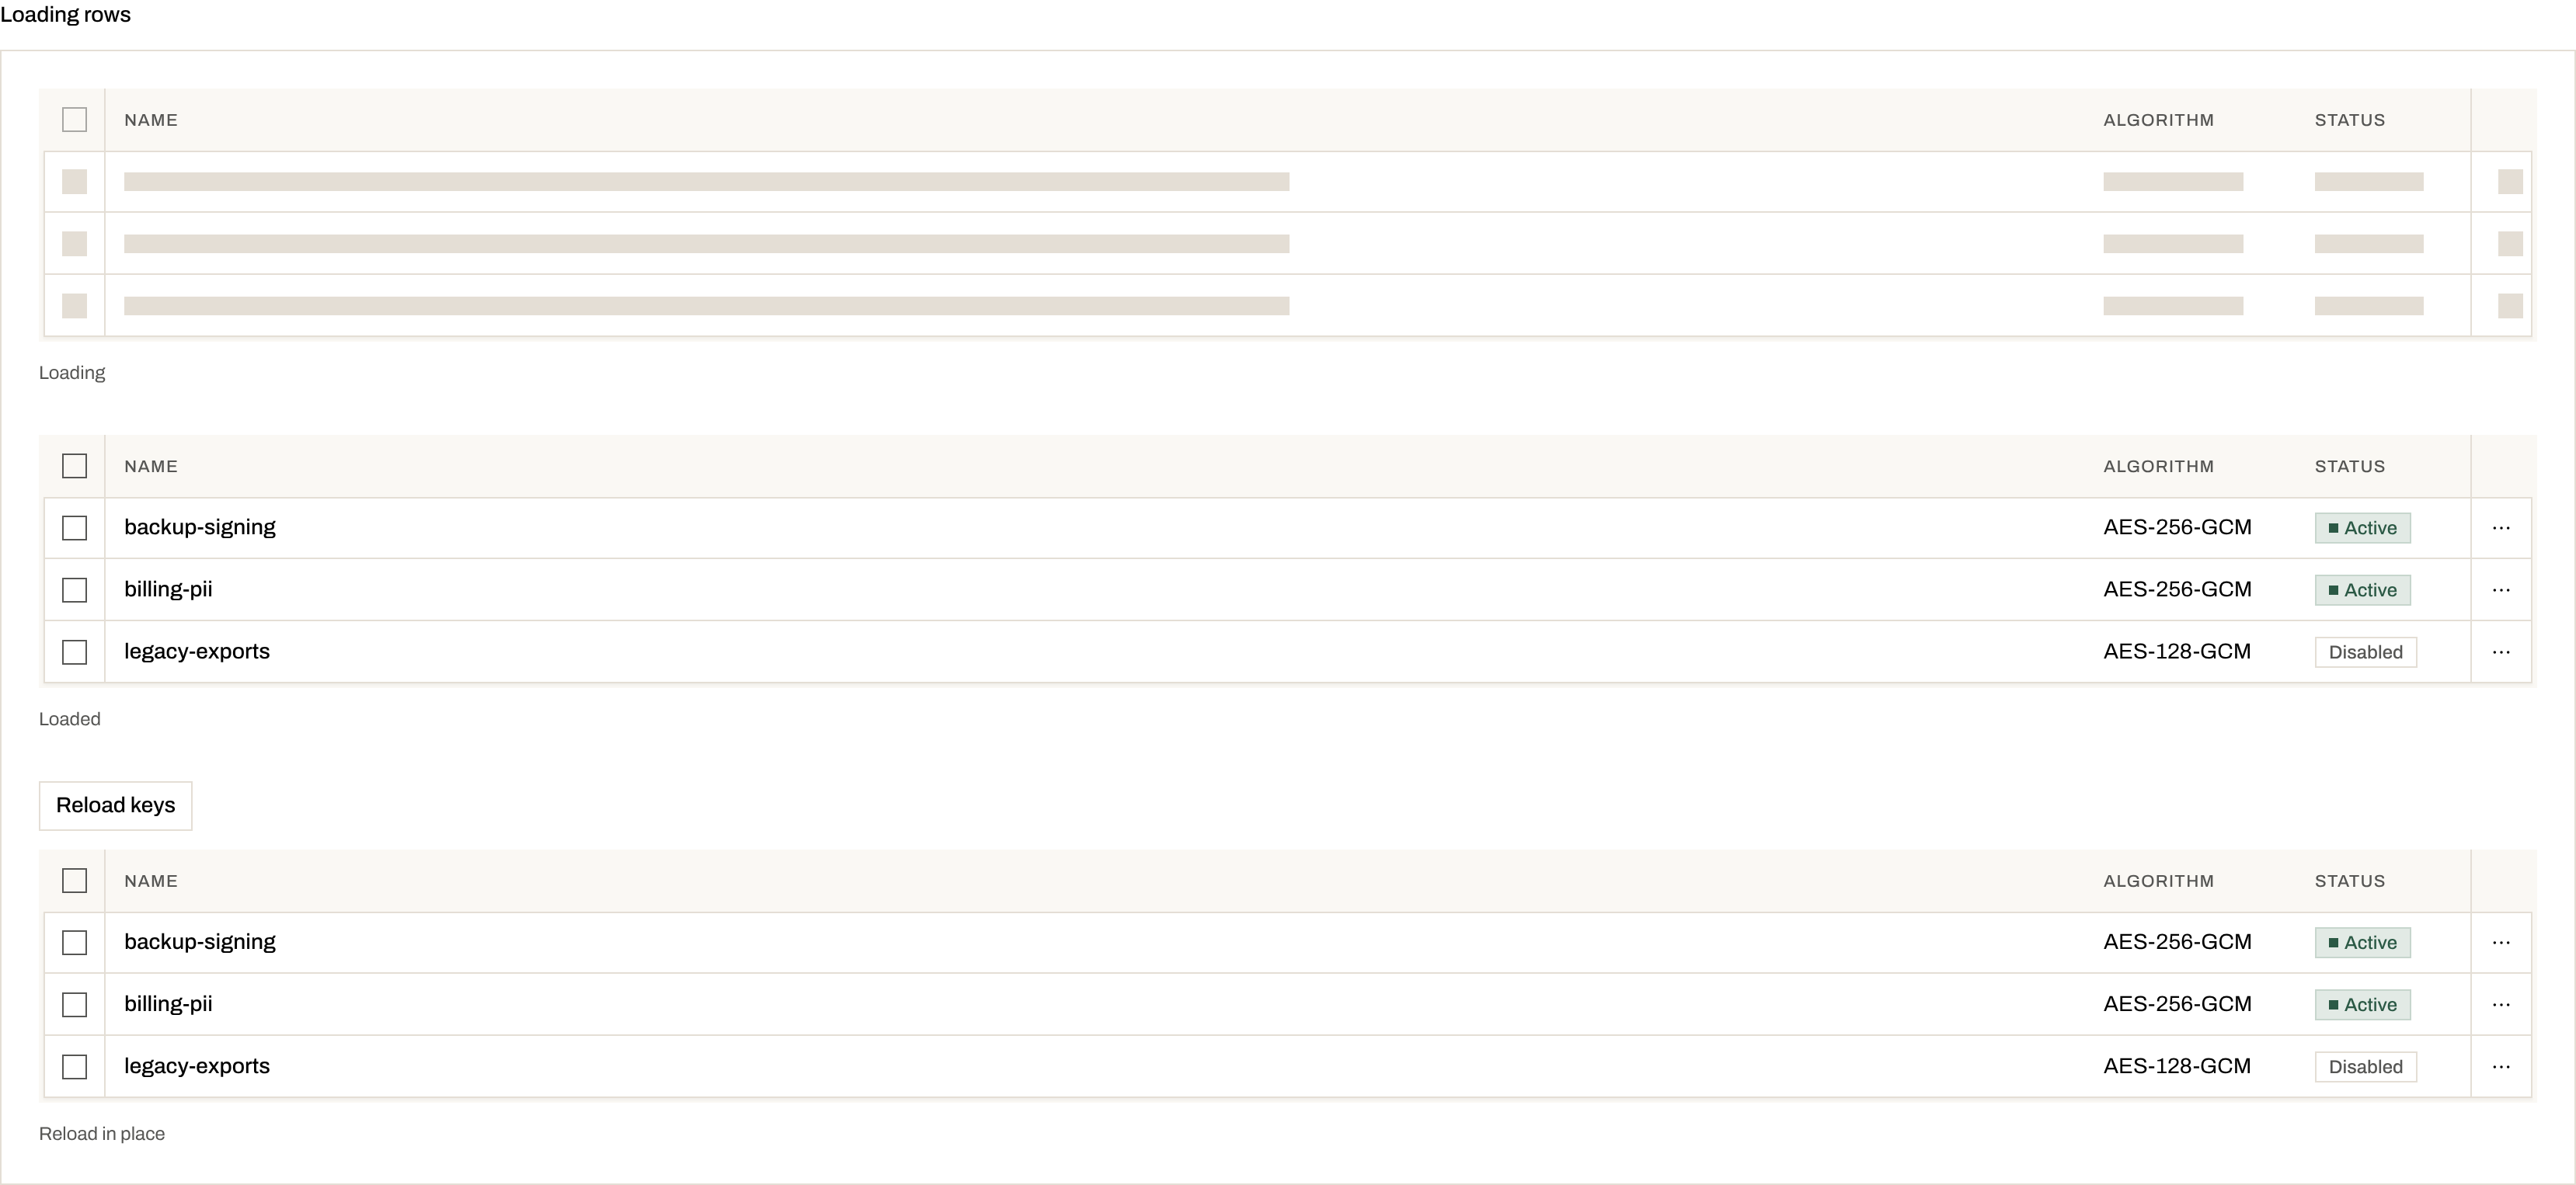 Loading rows
NAME ALGORITHM STATUS
Loading
NAME ALGORITHM STATUS
backup-signing AES-256-GCM Active ...
billing-pii AES-256-GCM Active ...
legacy-exports AES-128-GCM Disabled ...
Loaded
Reload keys
NAME ALGORITHM STATUS
backup-signing AES-256-GCM Active ...
billing-pii AES-256-GCM Active ...
legacy-exports AES-128-GCM Disabled ...
Reload in place